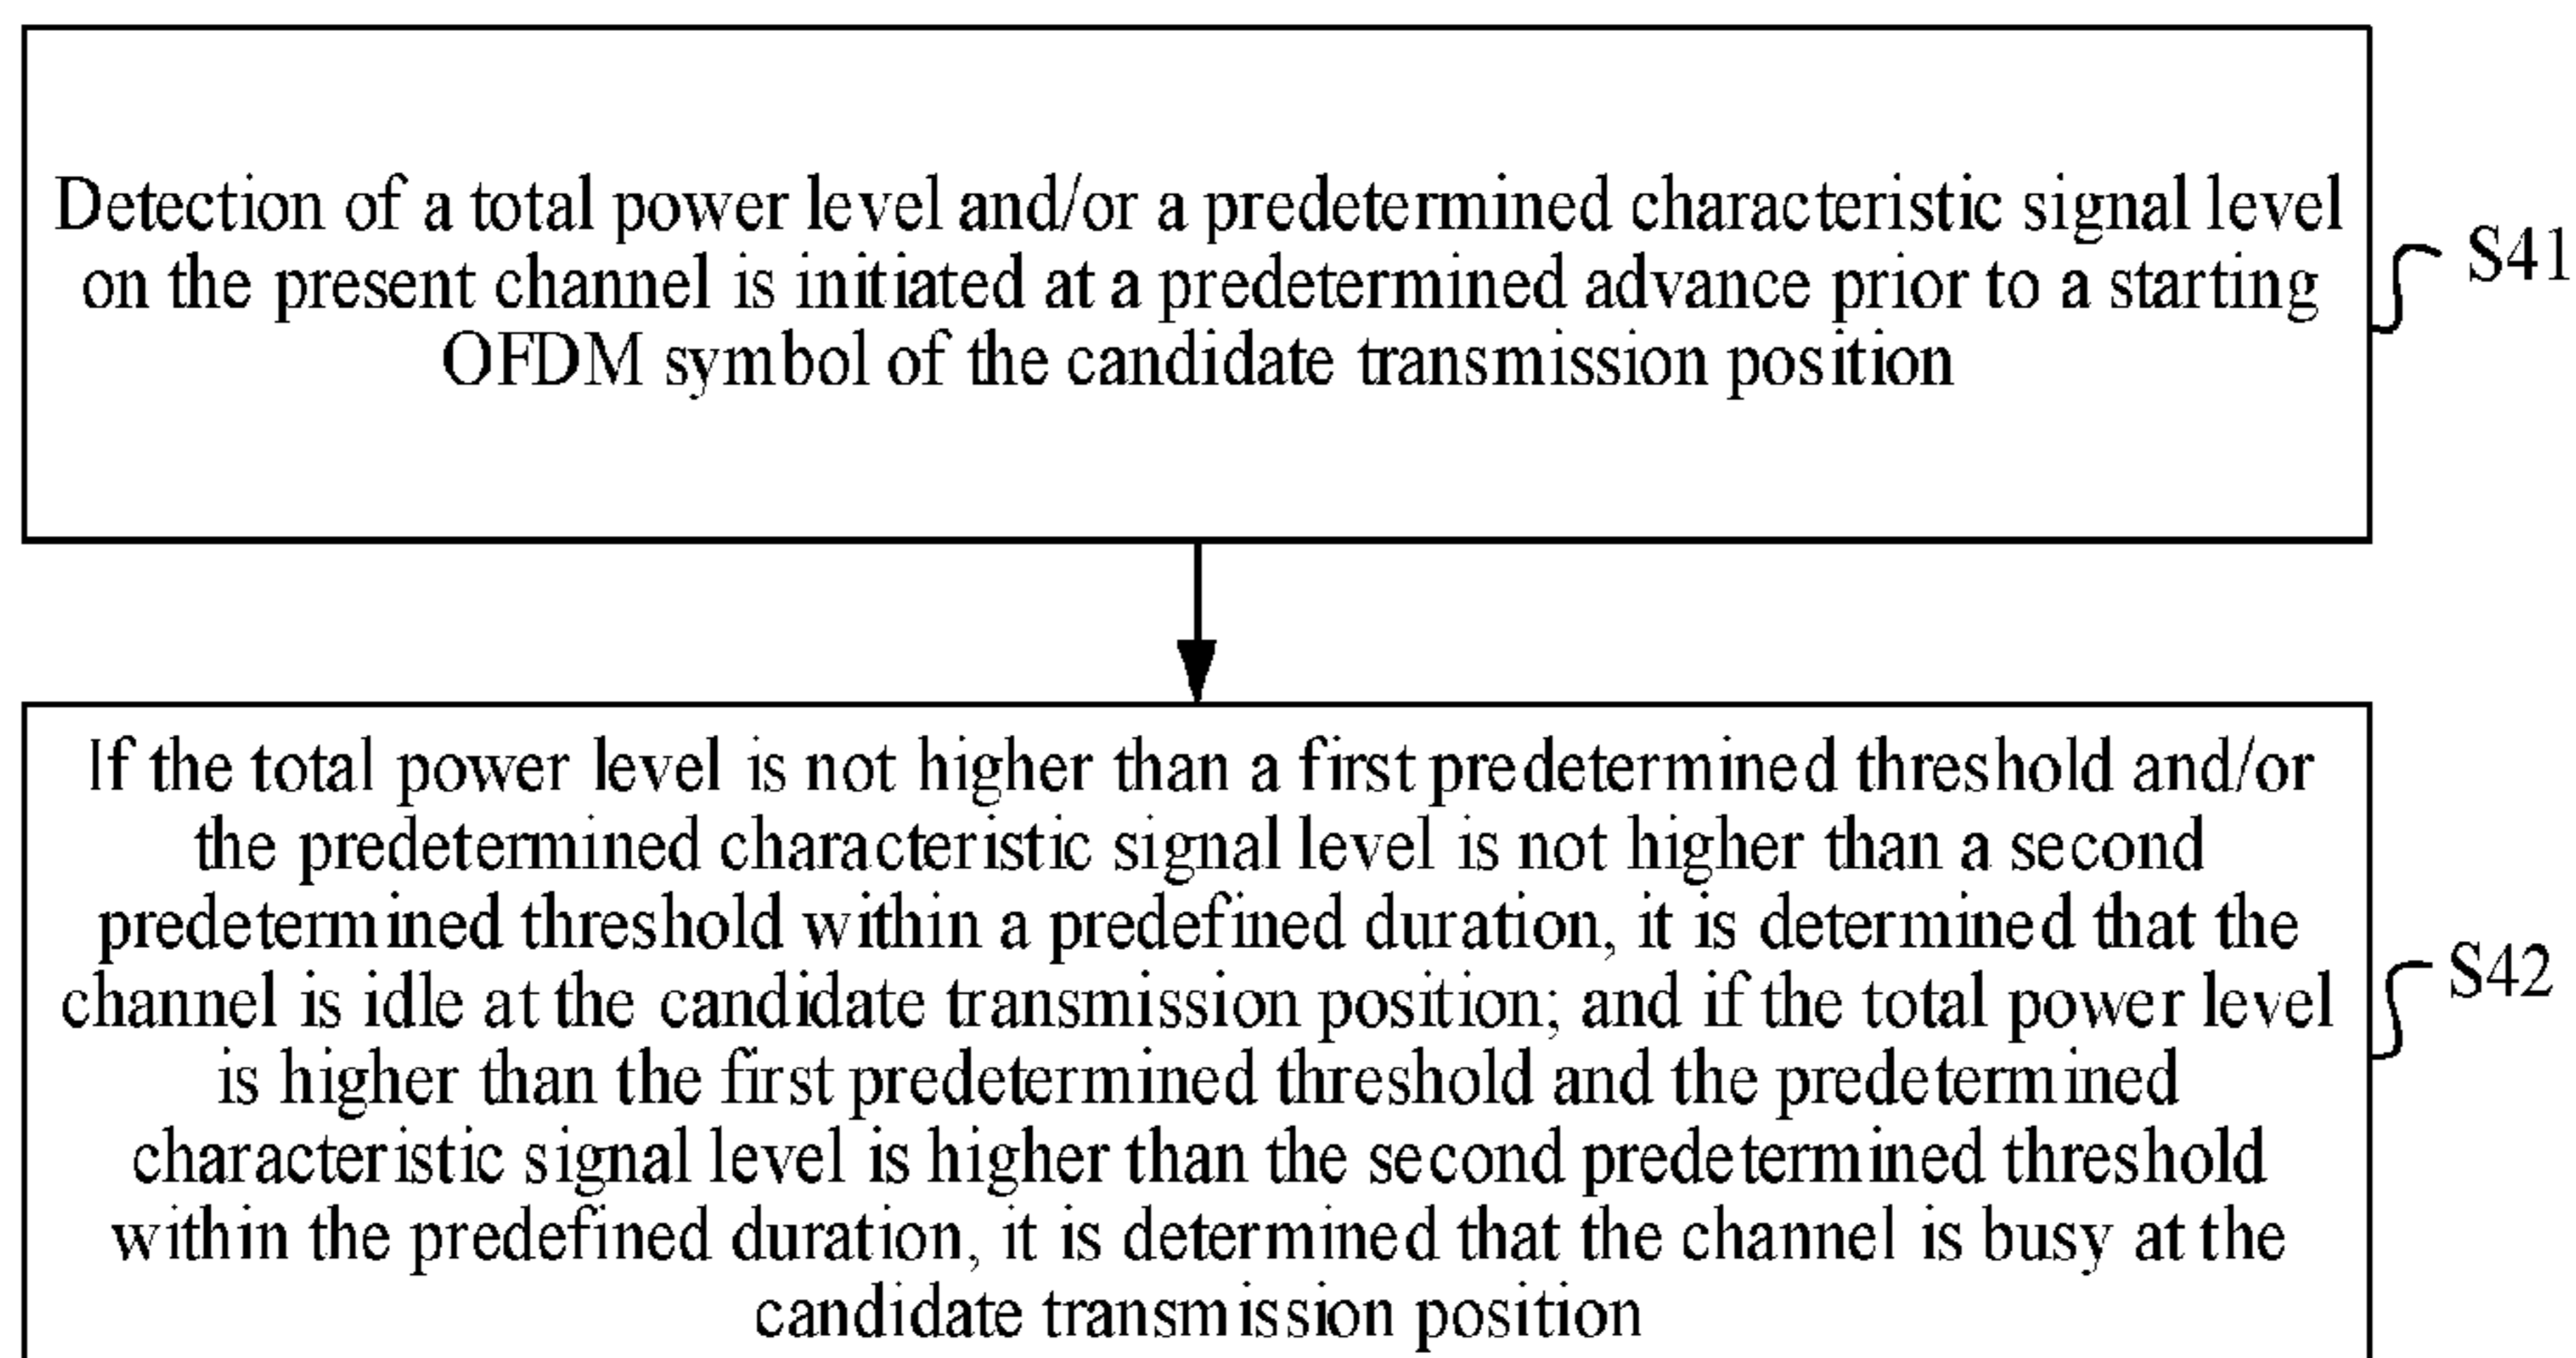 Detection of a total power level and/or a predetermined characteristic signal level
on the present channel is initiated at a predetermined advance prior to a starting
OFDM symbol of the candidate transmission position
S41
If the total power level is not higher than a first predetermined threshold and/or
the predetermined characteristic signal level is not higher than a second
predetermined threshold within a predefined duration, it is determined that the
channel is idle at the candidate transmission position; and if the total power level
is higher than the first predetermined threshold and the predetermined
characteristic signal level is higher than the second predetermined threshold
within the predefined duration, it is determined that the channel is busy at the
candidate transmission position
S42